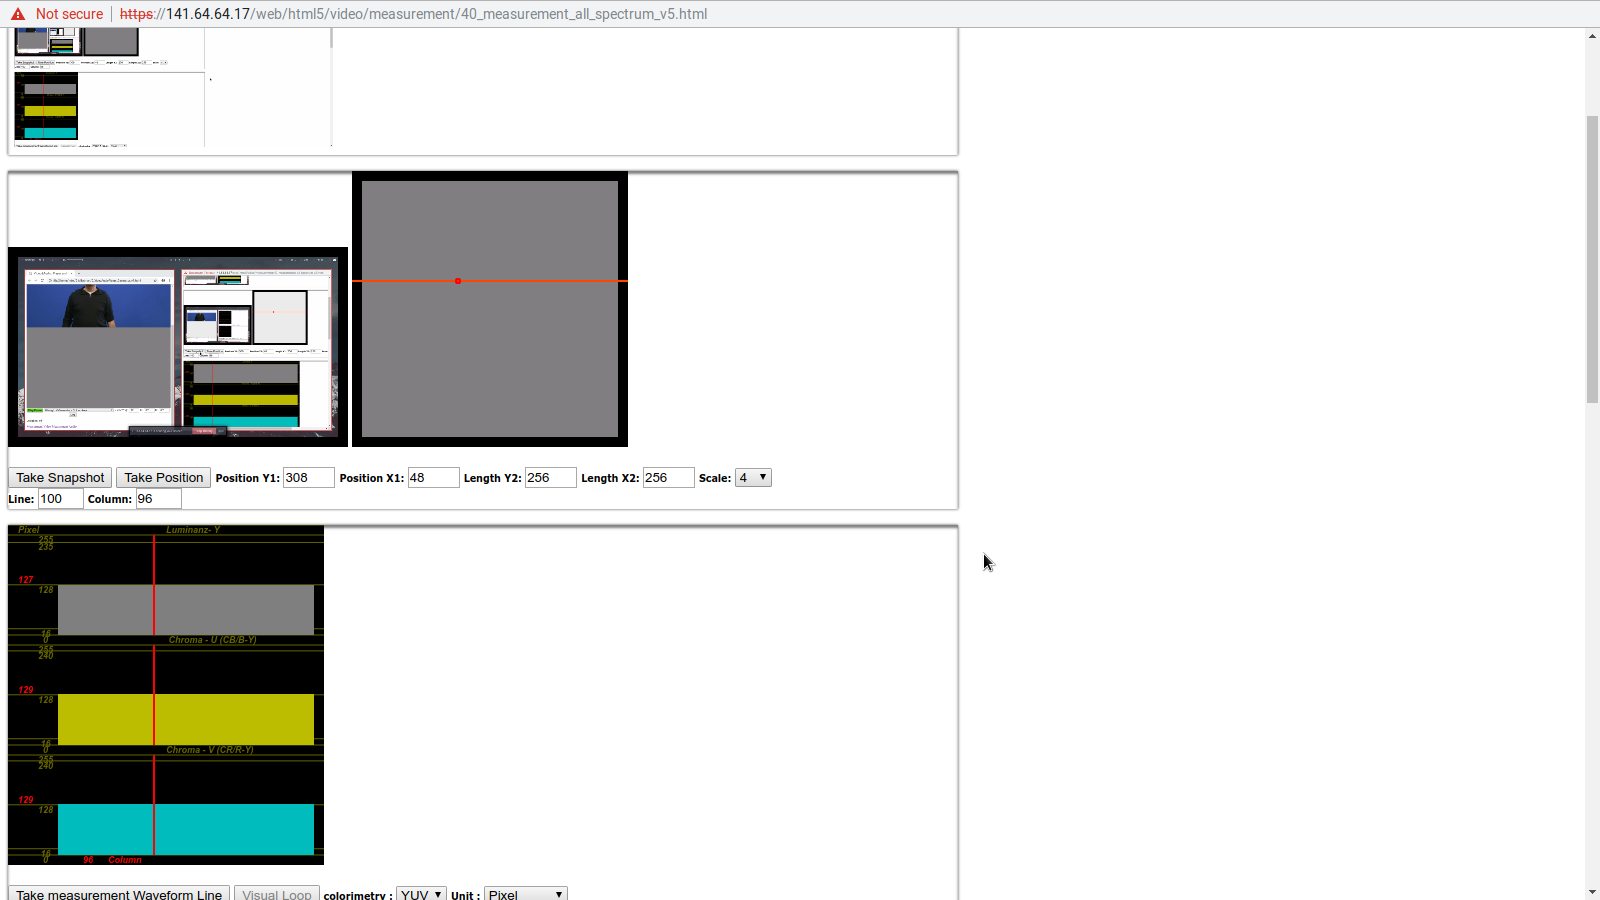 Not secure https://141.64.64.17/web/html5/video/measurement/40_measurement_all_spectrum_v5.html
Take Snapshot Take Position Position Y1: 308 Position X1: 48 Length Y2: 256 Length X2: 256 Scale: 4
Line: 100 Column: 96
Pixel Luminanz- Y
255
235
127
128
16
0
Chroma - U (CB/B-Y)
255
240
129
128
16
0
Chroma - V (CR/R-Y)
255
240
129
128
16
0
96 Column
Take measurement Waveform Line Visual Loop colorimetry : YUV Unit : Pixel